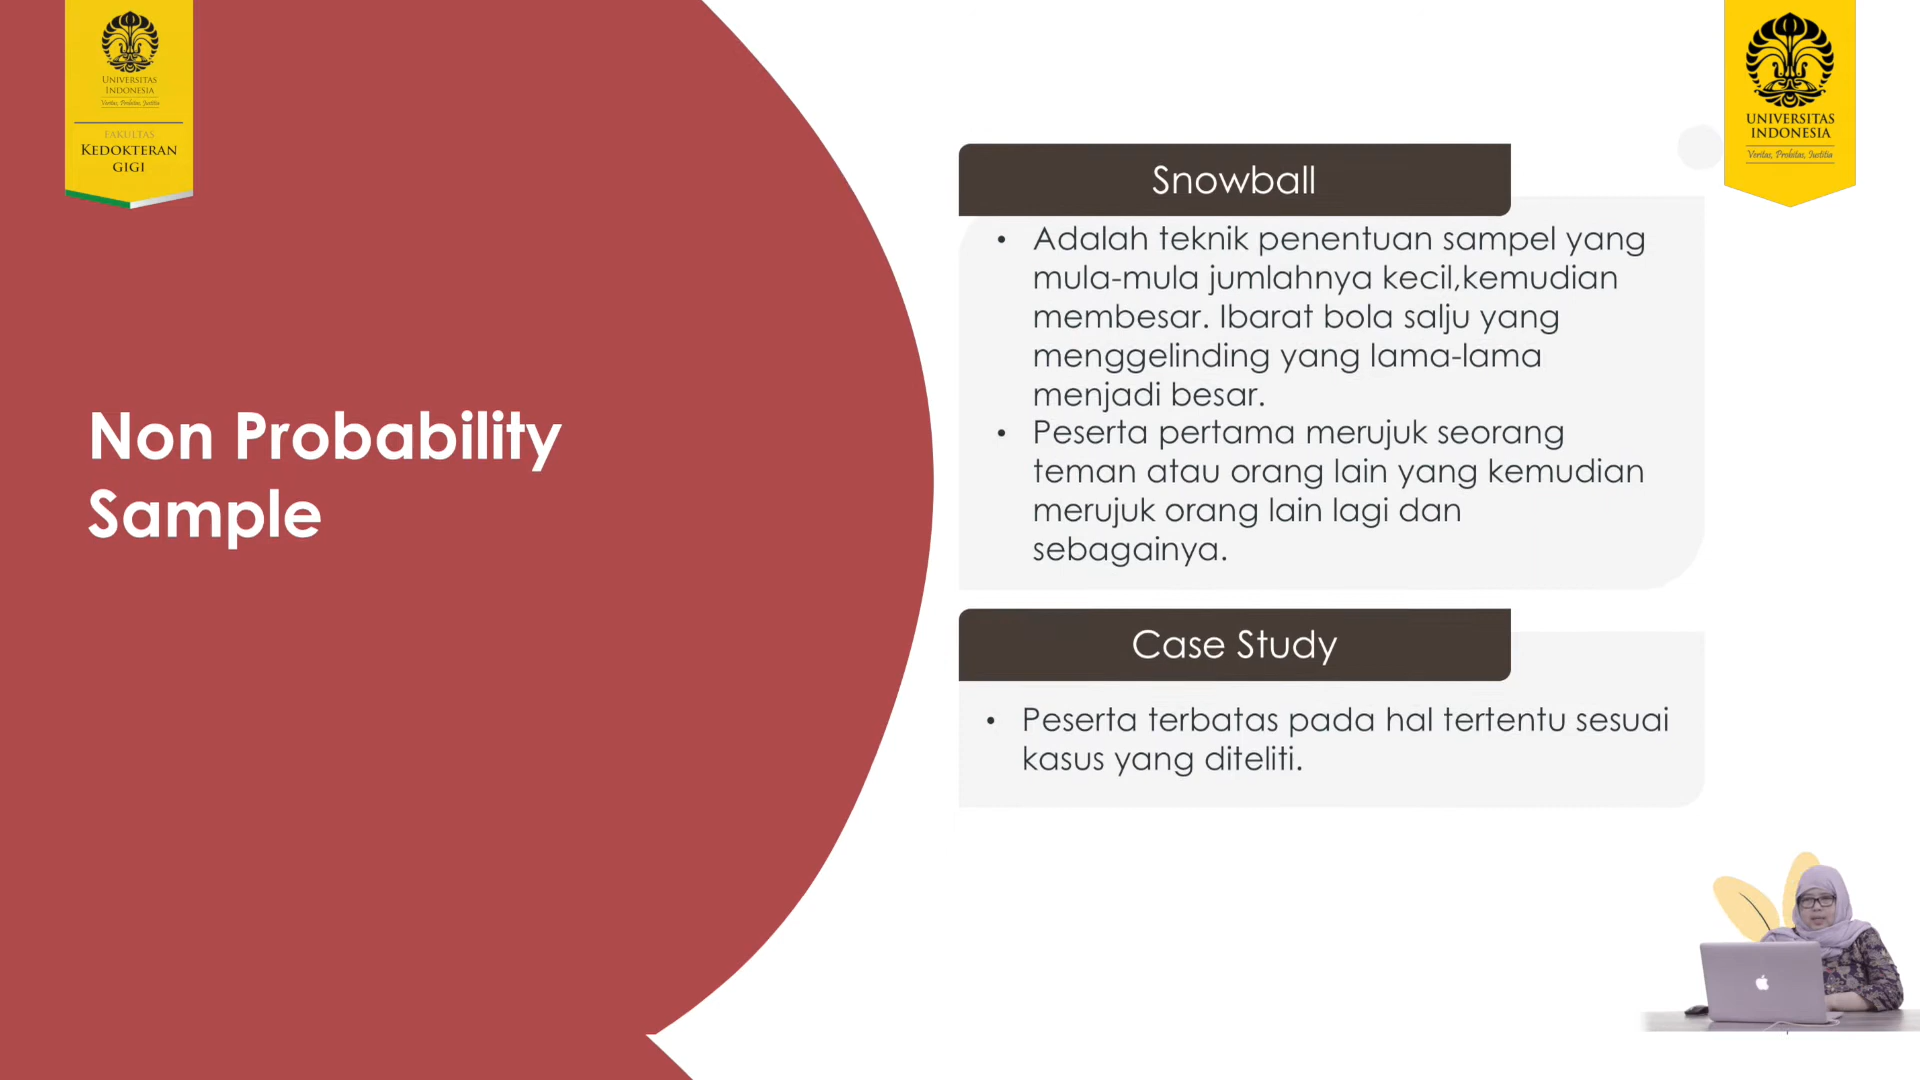 UNIVERSITAS
INDONESIA
Veritas, Probitas, Justitia
FAKULTAS
KEDOKTERAN
GIGI
UNIVERSITAS
INDONESIA
Veritas, Probitas, Justitia
Non Probability
Sample
Snowball
• Adalah teknik penentuan sampel yang
mula-mula jumlahnya kecil,kemudian
membesar. Ibarat bola salju yang
menggelinding yang lama-lama
menjadi besar.
• Peserta pertama merujuk seorang
teman atau orang lain yang kemudian
merujuk orang lain lagi dan
sebagainya.
Case Study
• Peserta terbatas pada hal tertentu sesuai
kasus yang diteliti.